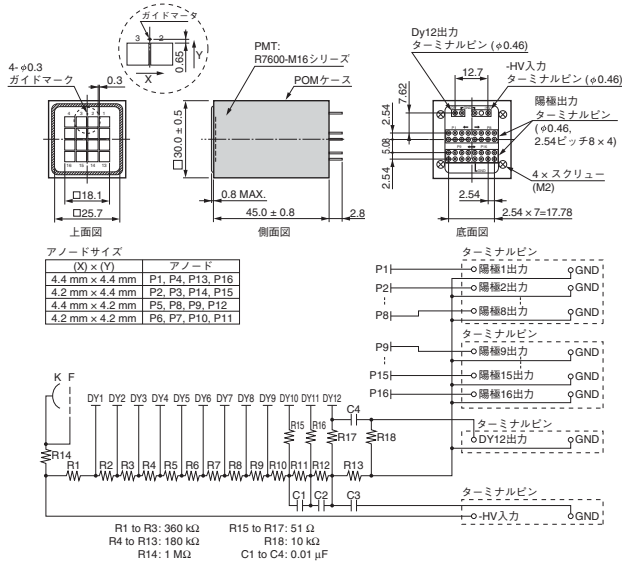 ガイドマーク
3 2
0.65
Y
X
4-φ0.3
ガイドマーク
0.3
4 3 2 1
16 15 14 13
□18.1
□25.7
上面図
PMT:
R7600-M16シリーズ
POMケース
□30.0 ± 0.5
0.8 MAX.
45.0 ± 0.8
2.8
側面図
Dy12出力
ターミナルピン (φ0.46)
-HV入力
ターミナルピン (φ0.46)
12.7
7.62
2.54
5.08
2.54
陽極出力
ターミナルピン
(φ0.46,
2.54ピッチ8 × 4)
4 × スクリュー
(M2)
GND
2.54
2.54 × 7=17.78
底面図
アノードサイズ
(X) × (Y) アノード
4.4 mm × 4.4 mm P1, P4, P13, P16
4.2 mm × 4.4 mm P2, P3, P14, P15
4.4 mm × 4.2 mm P5, P8, P9, P12
4.2 mm × 4.2 mm P6, P7, P10, P11
ターミナルピン
P1 陽極1出力 GND
P2 陽極2出力
P8 陽極8出力 GND
ターミナルピン
P9 陽極9出力 GND
P15 陽極15出力
P16 陽極16出力 GND
ターミナルピン
DY12出力 GND
ターミナルピン
-HV入力 GND
K F
DY1 DY2 DY3 DY4 DY5 DY6 DY7 DY8 DY9 DY10 DY11 DY12
C4
R15 R16 R17 R18
R14
R1 R2 R3 R4 R5 R6 R7 R8 R9 R10 R11 R12 R13
C1 C2 C3
R1 to R3: 360 kΩ
R4 to R13: 180 kΩ
R14: 1 MΩ
R15 to R17: 51 Ω
R18: 10 kΩ
C1 to C4: 0.01 μF